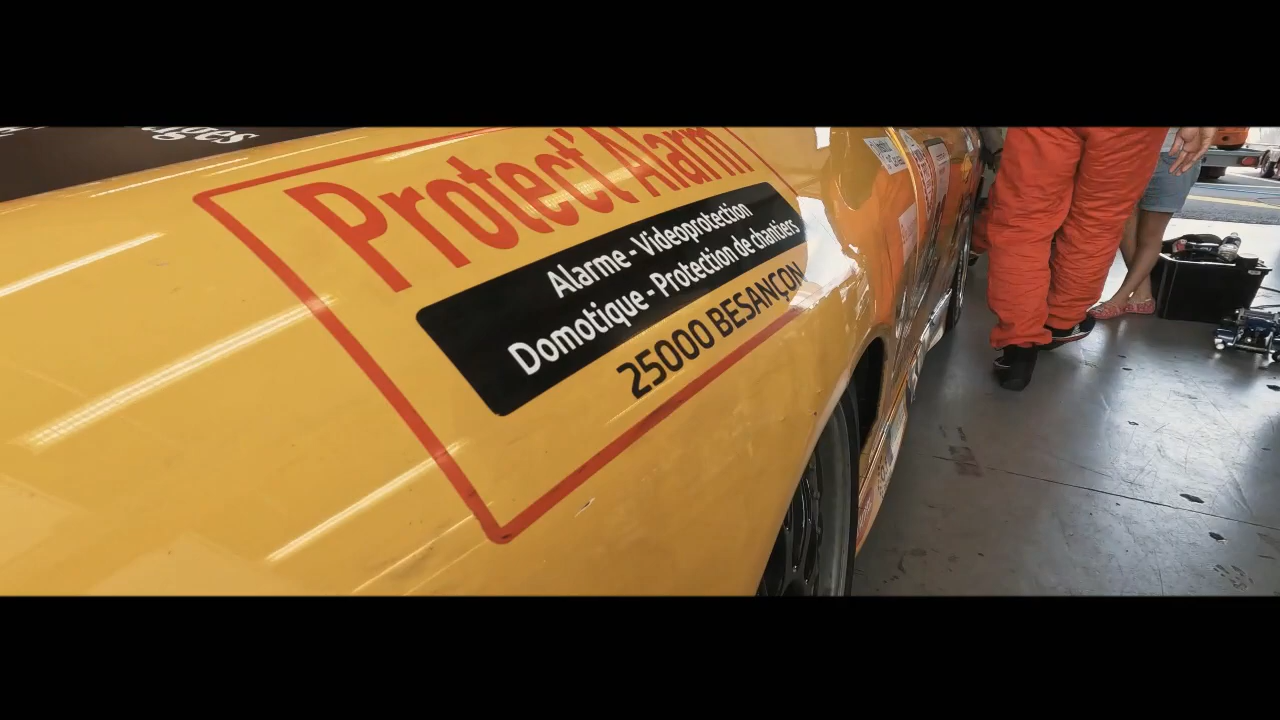 Protect Alarm
Alarme - Videoprotection
Domotique - Protection de chantiers
25000 BESANÇON